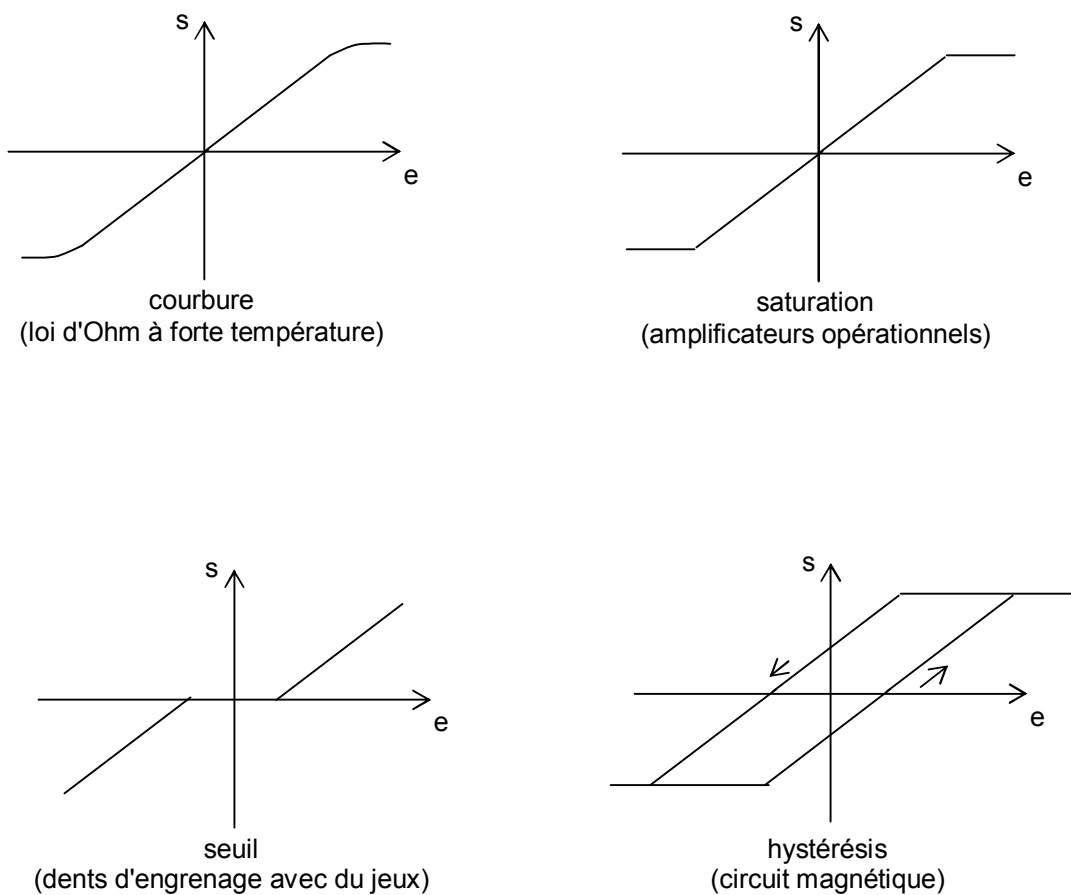 s
e
courbure
(loi d'Ohm à forte température)
s
e
saturation
(amplificateurs opérationnels)
s
e
seuil
(dents d'engrenage avec du jeux)
s
e
hystérésis
(circuit magnétique)